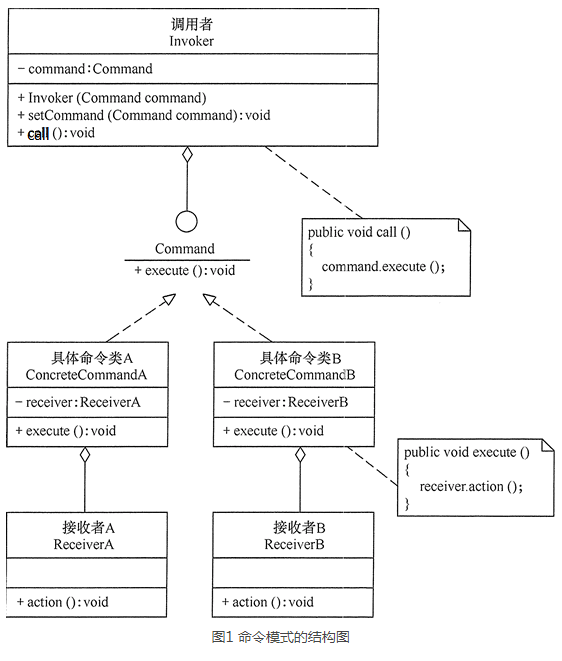 调用者
Invoker
- command:Command
+ Invoker (Command command)
+ setCommand (Command command):void
+ call ():void
Command
+ execute ():void
public void call ()
{
command.execute ();
}
具体命令类A
ConcreteCommandA
- receiver:ReceiverA
+ execute ():void
具体命令类B
ConcreteCommandB
- receiver:ReceiverB
+ execute ():void
public void execute ()
{
receiver.action ();
}
接收者A
ReceiverA
+ action ():void
接收者B
ReceiverB
+ action ():void
图1 命令模式的结构图